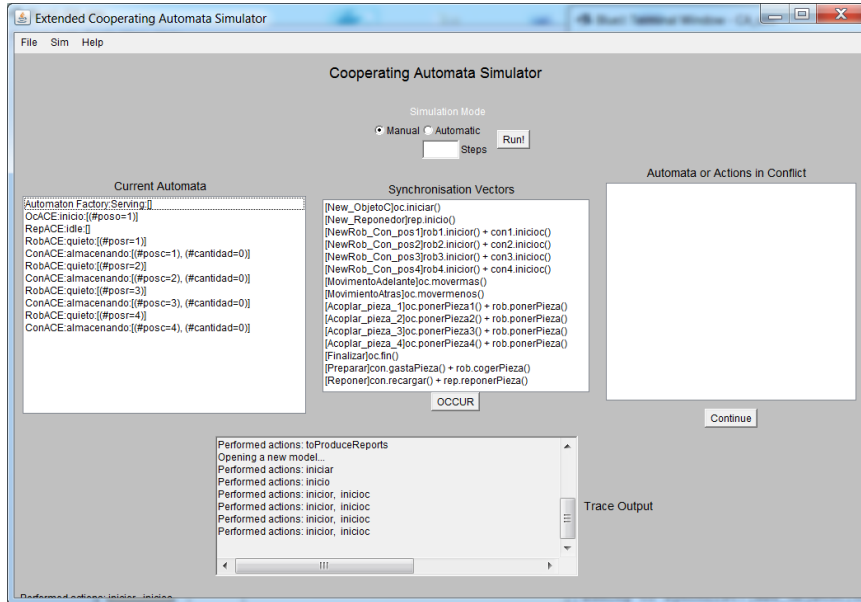 Extended Cooperating Automata Simulator
File Sim Help
Cooperating Automata Simulator
Simulation Mode
Manual Automatic
Steps
Run!
Current Automata
Automaton Factory:Serving:[]
OcACE:inicio:[(#poso=1)]
RepACE:idle:[]
RobACE:quieto:[(#posr=1)]
ConACE:almacenando:[(#posc=1), (#cantidad=0)]
RobACE:quieto:[(#posr=2)]
ConACE:almacenando:[(#posc=2), (#cantidad=0)]
RobACE:quieto:[(#posr=3)]
ConACE:almacenando:[(#posc=3), (#cantidad=0)]
RobACE:quieto:[(#posr=4)]
ConACE:almacenando:[(#posc=4), (#cantidad=0)]
Synchronisation Vectors
[New_ObjetoC]oc.iniciar()
[New_Reponedor]rep.inicio()
[NewRob_Con_pos1]rob1.inicior() + con1.inicioc()
[NewRob_Con_pos2]rob2.inicior() + con2.inicioc()
[NewRob_Con_pos3]rob3.inicior() + con3.inicioc()
[NewRob_Con_pos4]rob4.inicior() + con4.inicioc()
[MovimentoAdelante]oc.movermas()
[MovimientoAtras]oc.movermenos()
[Acoplar_pieza_1]oc.ponerPieza1() + rob.ponerPieza()
[Acoplar_pieza_2]oc.ponerPieza2() + rob.ponerPieza()
[Acoplar_pieza_3]oc.ponerPieza3() + rob.ponerPieza()
[Acoplar_pieza_4]oc.ponerPieza4() + rob.ponerPieza()
[Finalizar]oc.fin()
[Preparar]con.gastaPieza() + rob.cogerPieza()
[Reponer]con.recargar() + rep.reponerPieza()
OCCUR
Automata or Actions in Conflict
Continue
Performed actions: toProduceReports
Opening a new model...
Performed actions: iniciar
Performed actions: inicio
Performed actions: inicior, inicioc
Performed actions: inicior, inicioc
Performed actions: inicior, inicioc
Performed actions: inicior, inicioc
Trace Output
Performed actions: inicior, inicioc